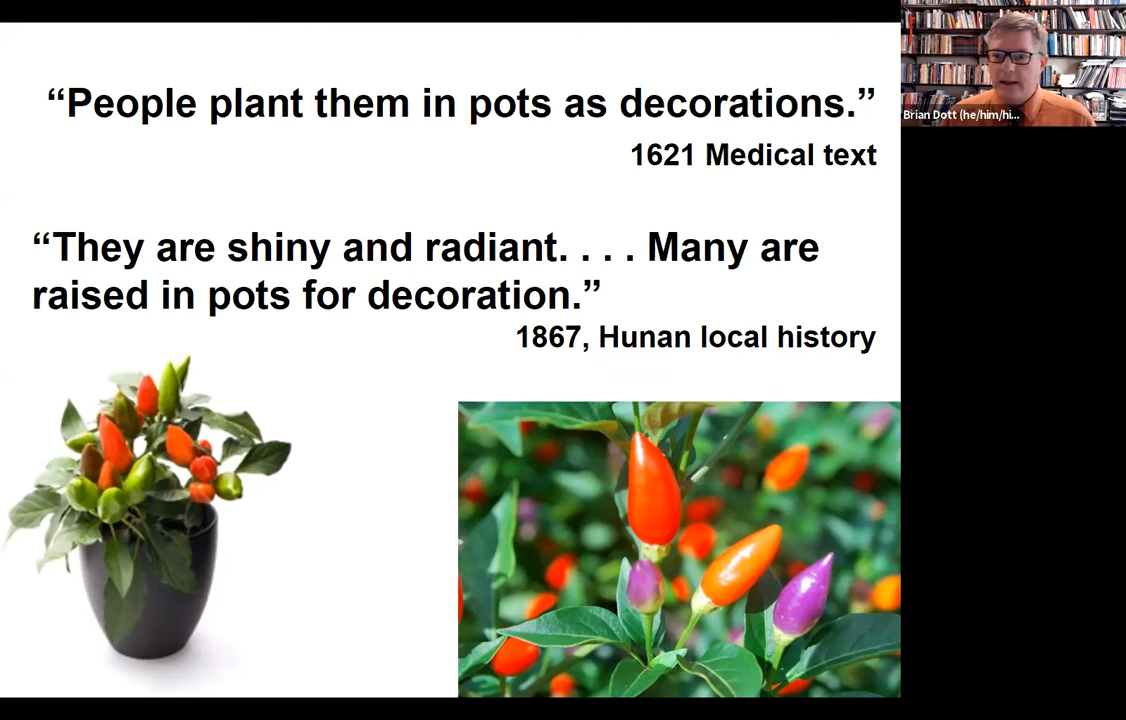 “People plant them in pots as decorations.”
1621 Medical text
“They are shiny and radiant. . . . Many are
raised in pots for decoration.”
1867, Hunan local history
Brian Dott (he/him/hi...